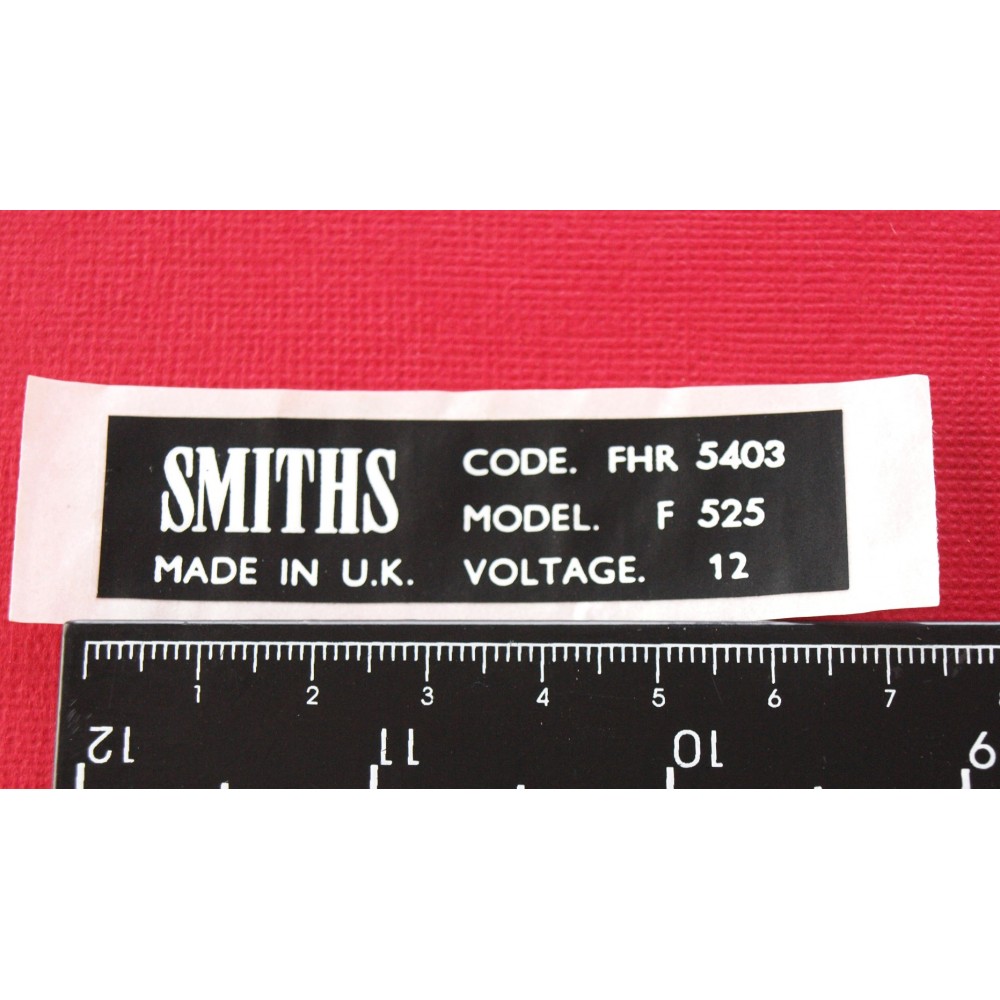 SMITHS
MADE IN U.K.
CODE. FHR 5403
MODEL. F 525
VOLTAGE. 12
1 2 3 4 5 6 7
12 11 10 9